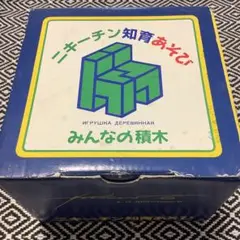 ニキーチン知育あそび
ИГРУШКА ДЕРЕВЯННАЯ
みんなの積木